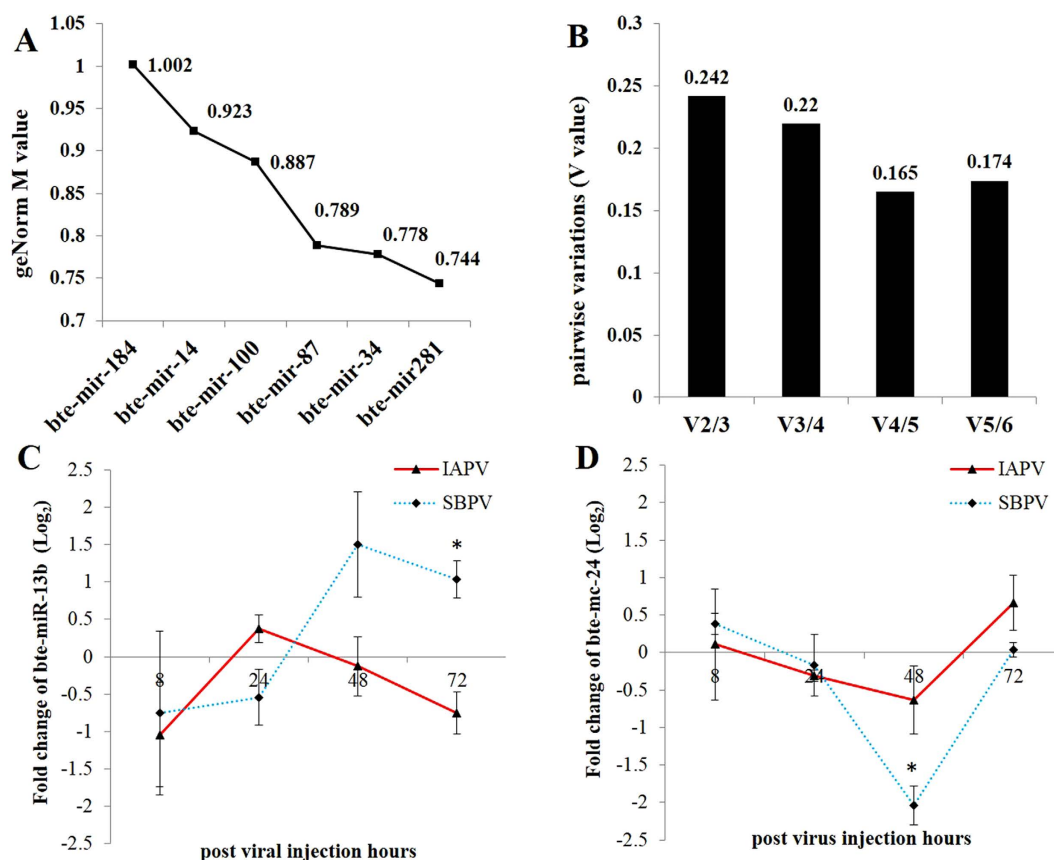 A
geNorm M value
1.05
1
0.95
0.9
0.85
0.8
0.75
0.7
1.002
0.923
0.887
0.789
0.778
0.744
bte-mir-184
bte-mir-14
bte-mir-100
bte-mir-87
bte-mir-34
bte-mir281
B
pairwise variations (V value)
0.3
0.25
0.2
0.15
0.1
0.05
0
0.242
0.22
0.165
0.174
V2/3 V3/4 V4/5 V5/6
C
Fold change of bte-miR-13b (Log2)
2.5
2
1.5
1
0.5
0
-0.5
-1
-1.5
-2
-2.5
IAPV
SBPV
*
8 24 48 72
post viral injection hours
D
Fold change of bte-mc-24 (Log2)
2.5
2
1.5
1
0.5
0
-0.5
-1
-1.5
-2
-2.5
IAPV
SBPV
8 24 48 72
*
post virus injection hours